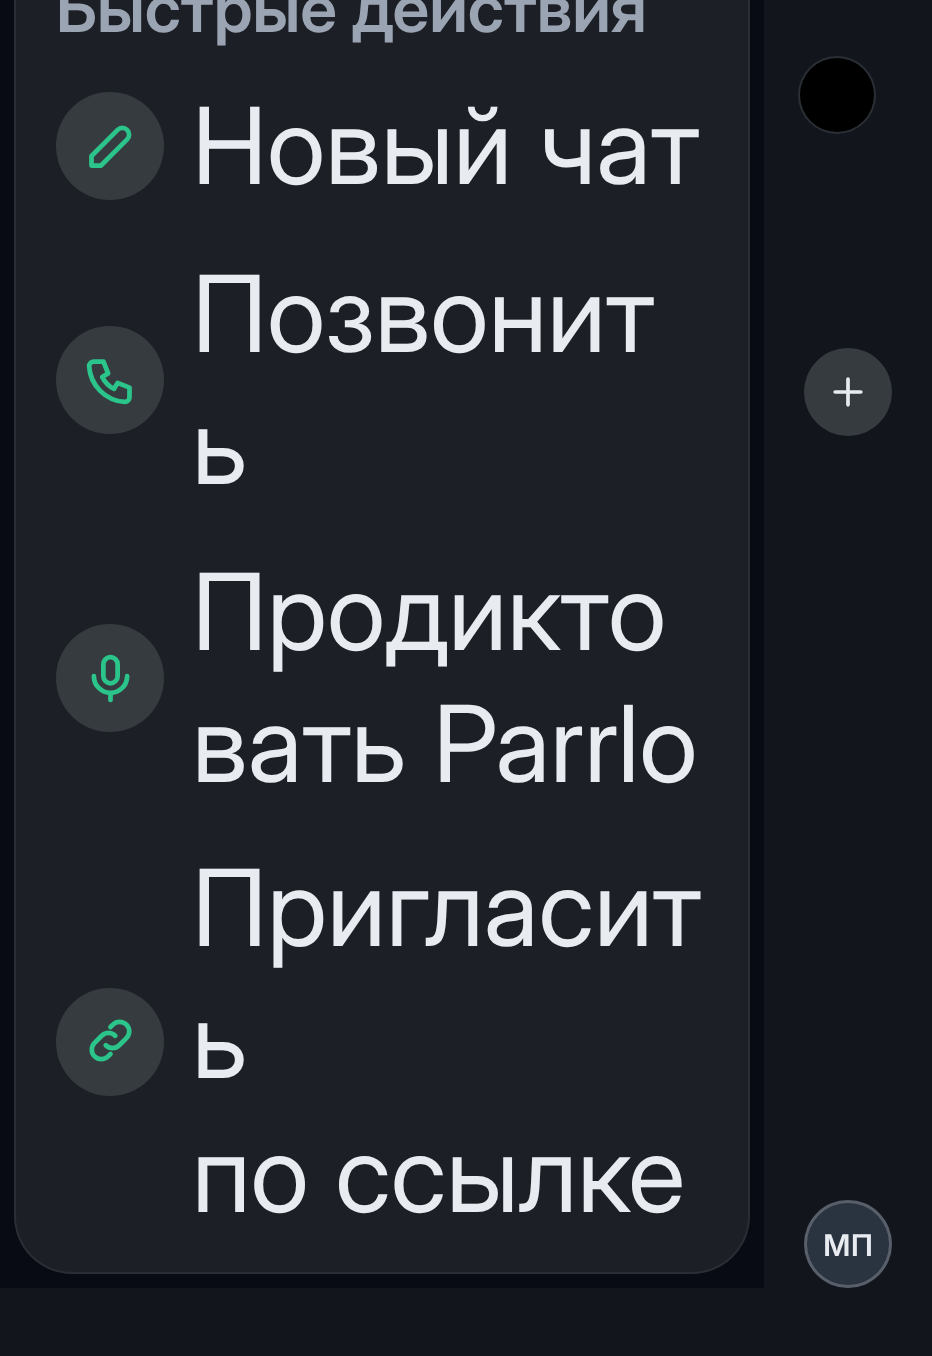 Быстрые действия
Новый чат
Позвонит
ь
Продикто
вать Parrlo
Пригласит
ь
по ссылке
МП